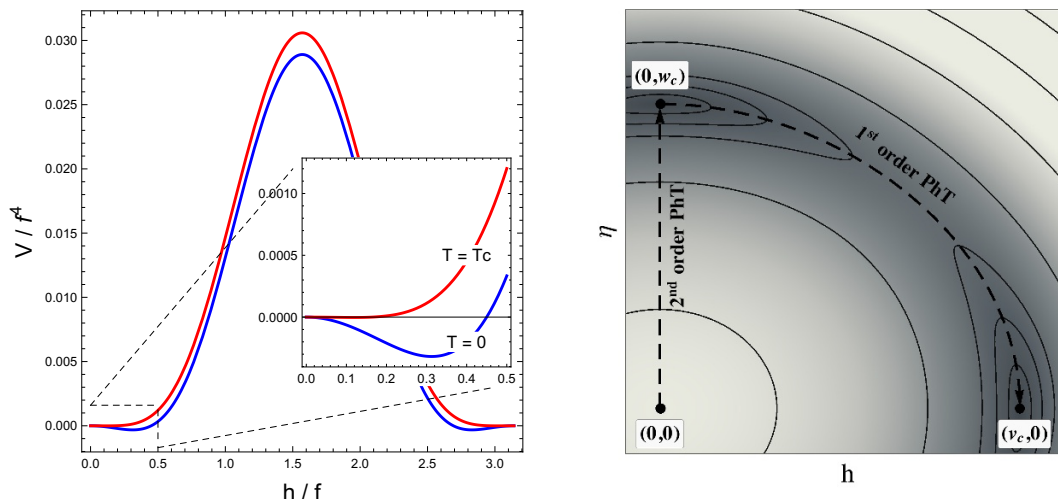 V / f⁴
0.030
0.025
0.020
0.015
0.010
0.005
0.000
0.0
0.5
1.0
1.5
2.0
2.5
3.0
h / f
0.0010
0.0005
0.0000
T = Tc
T = 0
0.0
0.1
0.2
0.3
0.4
0.5
(0,w_c)
1st order PhT
2nd order PhT
η
(0,0)
(v_c,0)
h